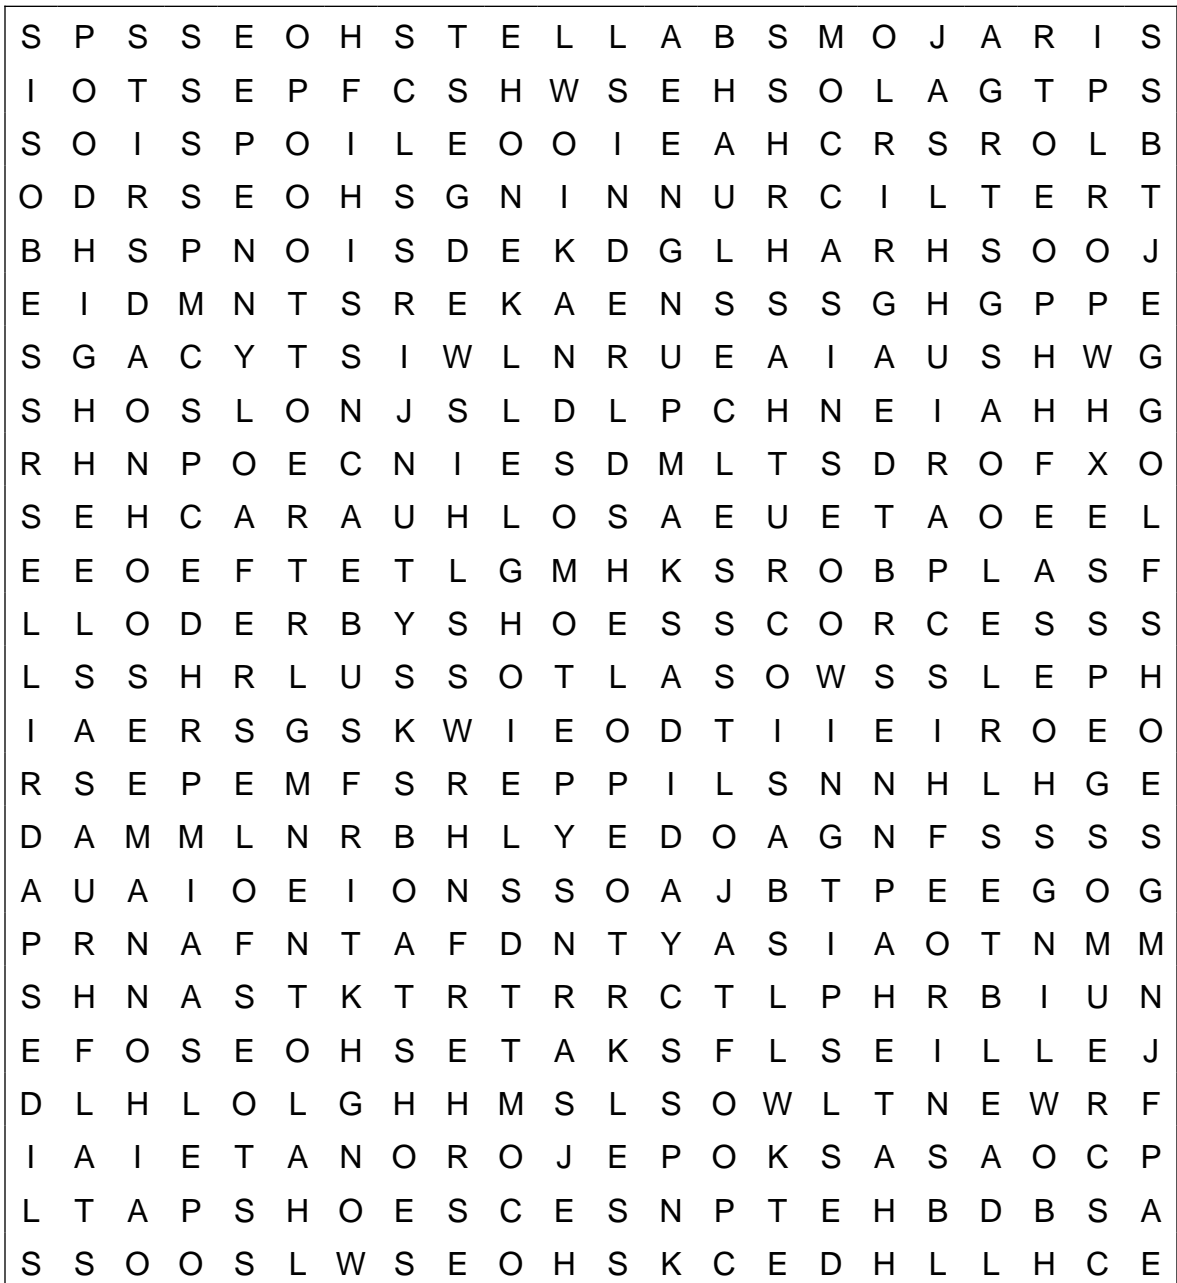 S P S S E O H S T E L L A B S M O J A R I S
I O T S E P F C S H W S E H S O L A G T P S
S O I S P O I L E O O I E A H C R S R O L B
O D R S E O H S G N I N N U R C I L T E R T
B H S P N O I S D E K D G L H A R H S O O J
E I D M N T S R E K A E N S S S G H G P P E
S G A C Y T S I W L N R U E A I A U S H W G
S H O S L O N J S L D L P C H N E I A H H G
R H N P O E C N I E S D M L T S D R O F X O
S E H C A R A U H L O S A E U E T A O E E L
E E O E F T E T L G M H K S R O B P L A S F
L L O D E R B Y S H O E S S C O R C E S S S
L S S H R L U S S O T L A S O W S S L E P H
I A E R S G S K W I E O D T I I E I R O E O
R S E P E M F S R E P P I L S N N H L H G E
D A M M L N R B H L Y E D O A G N F S S S S
A U A I O E I O N S S O A J B T P E E G O G
P R N A F N T A F D N T Y A S I A O T N M M
S H N A S T K T R T R R C T L P H R B I U N
E F O S E O H S E T A K S F L S E I L L E J
D L H L O L G H H M S L S O W L T N E W R F
I A I E T A N O R O J E P O K S A S A O C P
L T A P S H O E S C E S N P T E H B D B S A
S S O O S L W S E O H S K C E D H L L H C E